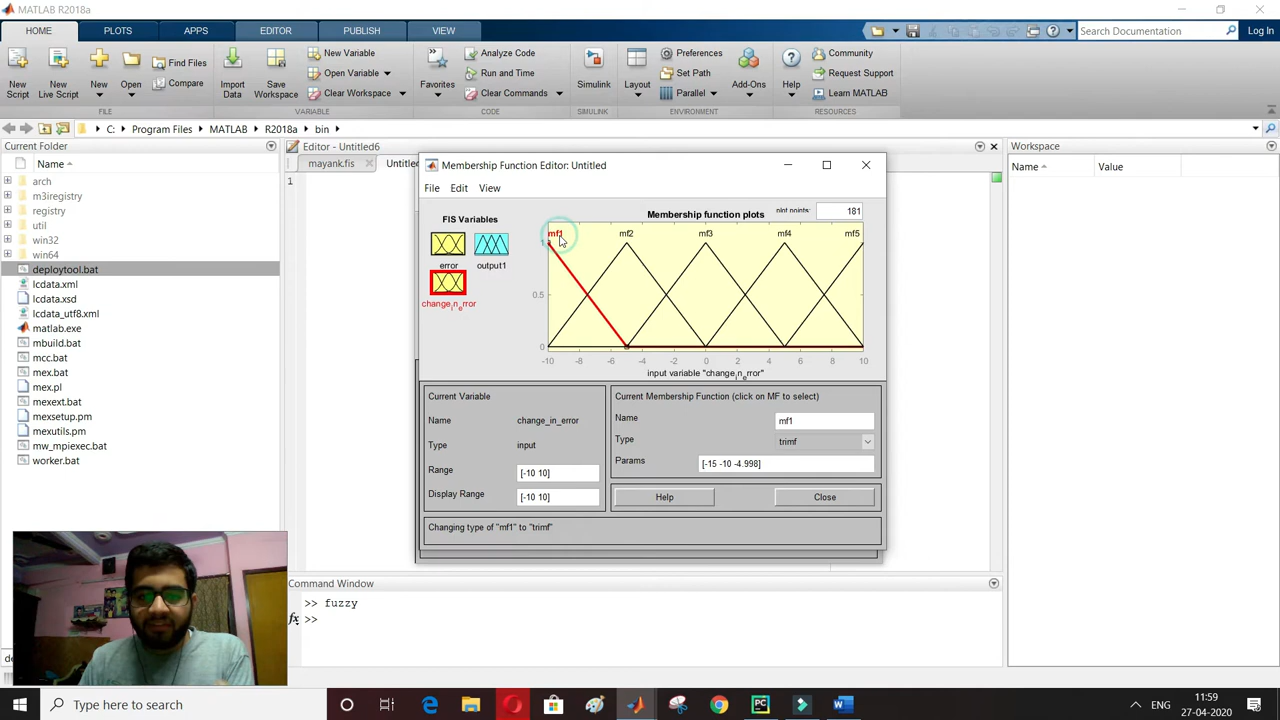 MATLAB R2018a
HOME
PLOTS
APPS
EDITOR
PUBLISH
VIEW
Search Documentation
Log In
New Script
New Live Script
New
Open
Find Files
Compare
Import Data
Save Workspace
New Variable
Open Variable
Clear Workspace
Favorites
Analyze Code
Run and Time
Clear Commands
Simulink
Layout
Preferences
Set Path
Parallel
Add-Ons
Help
Community
Request Support
Learn MATLAB
FILE
VARIABLE
CODE
SIMULINK
ENVIRONMENT
RESOURCES
C:
Program Files
MATLAB
R2018a
bin
Current Folder
Name
arch
m3iregistry
registry
util
win32
win64
deploytool.bat
lcdata.xml
lcdata.xsd
lcdata_utf8.xml
matlab.exe
mbuild.bat
mcc.bat
mex.bat
mex.pl
mexext.bat
mexsetup.pm
mexutils.pm
mw_mpiexec.bat
worker.bat
Editor - Untitled6
mayank.fis
1
Membership Function Editor: Untitled
File
Edit
View
FIS Variables
error
output1
change_in_error
Membership function plots
plot points:
181
mf1
mf2
mf3
mf4
mf5
0.5
0
-10
-8
-6
-4
-2
0
2
4
6
8
10
input variable "change_in_error"
Current Variable
Name
change_in_error
Type
input
Range
[-10 10]
Display Range
[-10 10]
Current Membership Function (click on MF to select)
Name
mf1
Type
trimf
Params
[-15 -10 -4.998]
Help
Close
Changing type of "mf1" to "trimf"
Workspace
Name
Value
Command Window
>> fuzzy
fx >>
Type here to search
ENG
11:59
27-04-2020